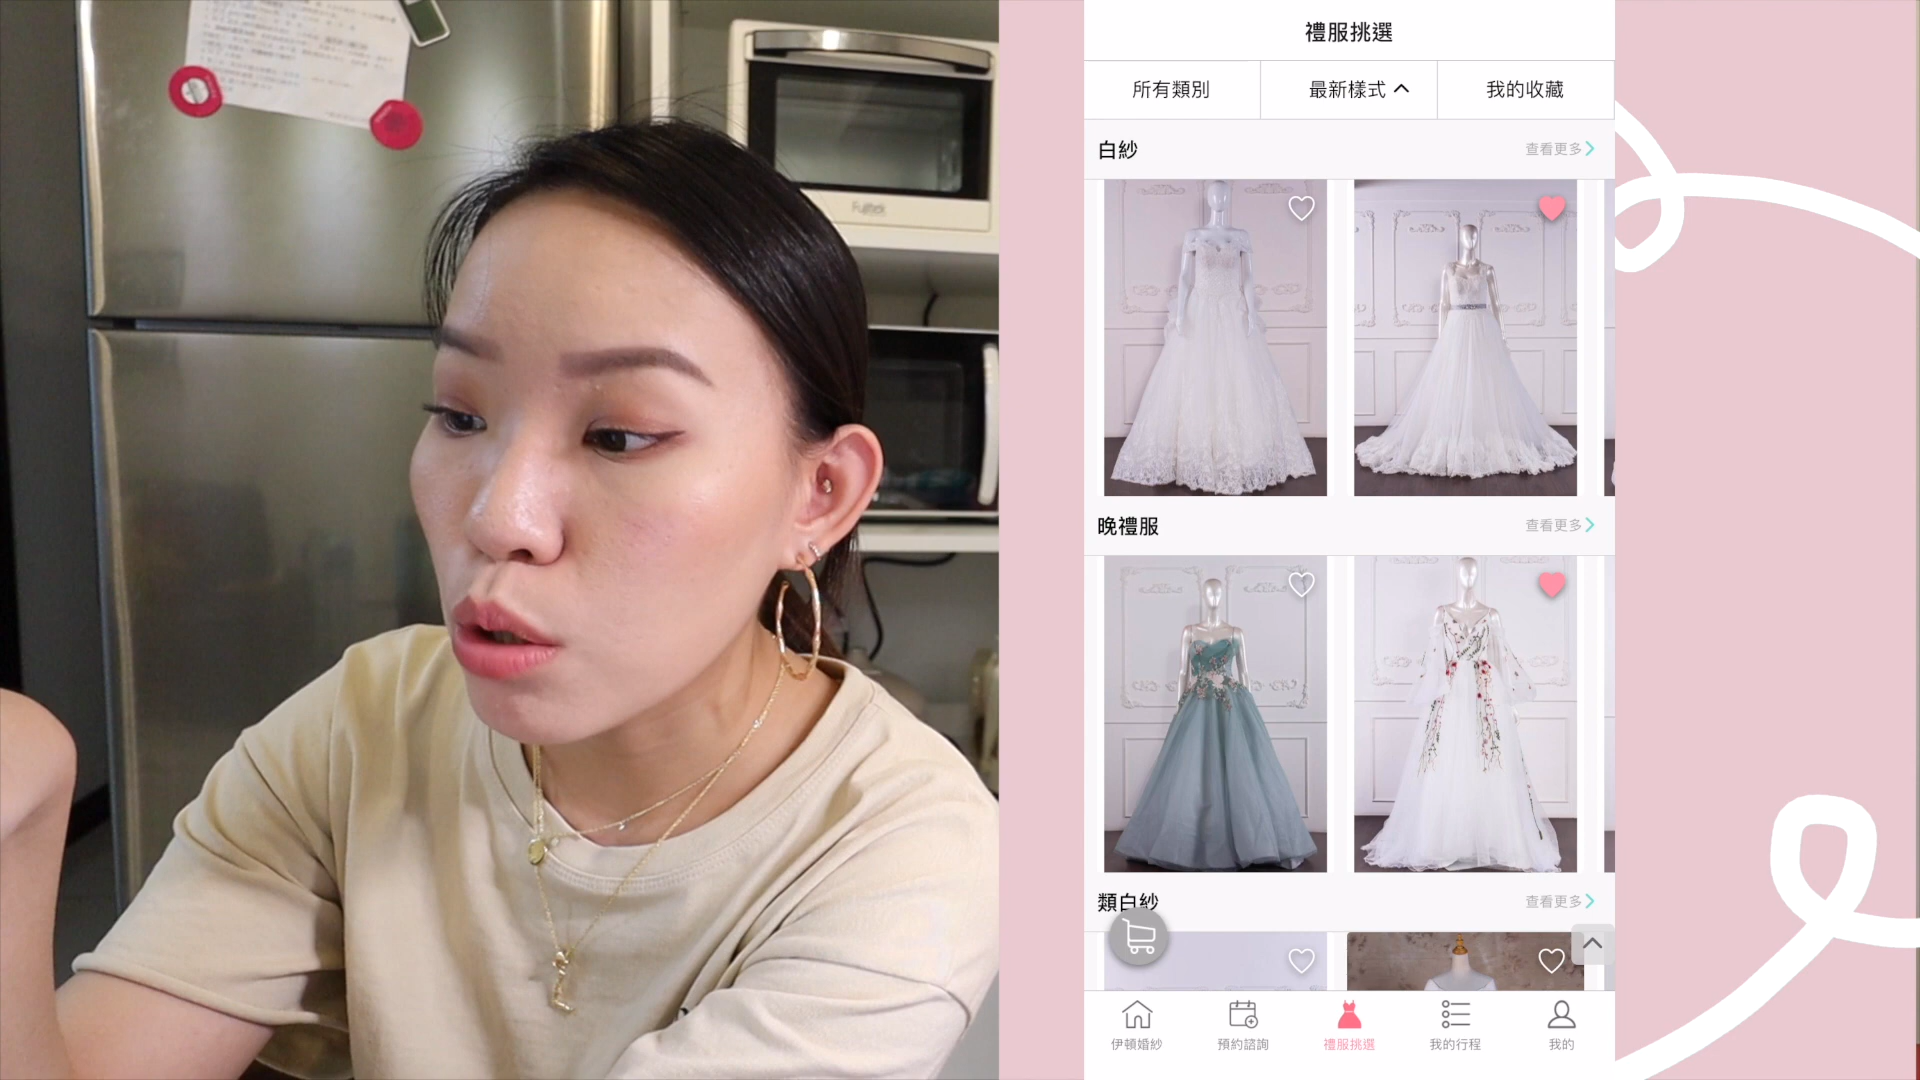 Fujitek
禮服挑選
所有類別
最新樣式
我的收藏
白紗
查看更多
晚禮服
查看更多
類白紗
查看更多
伊頓婚紗
預約諮詢
禮服挑選
我的行程
我的